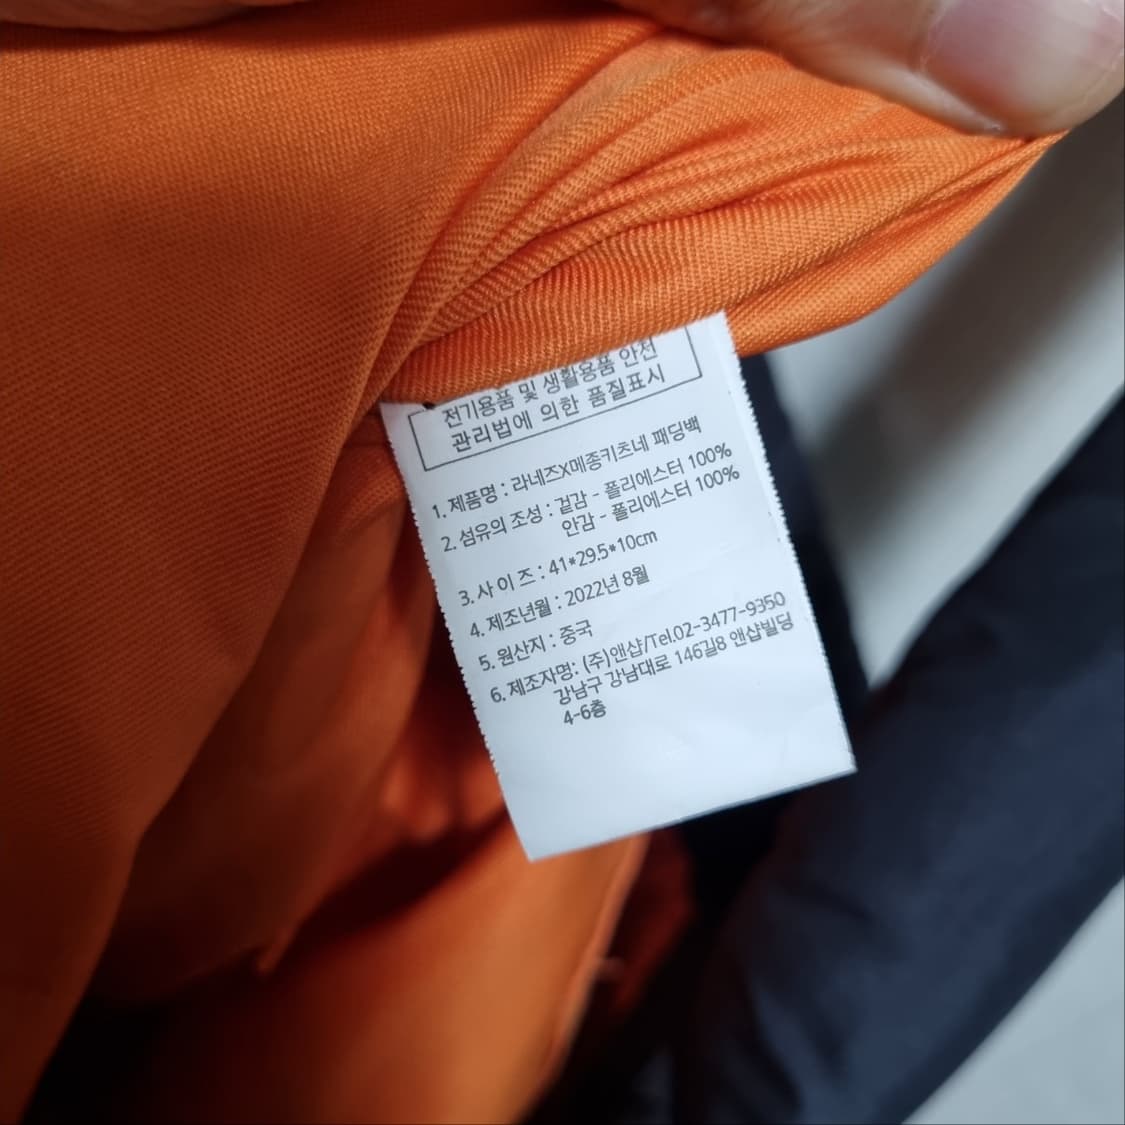 전기용품 및 생활용품 안전
관리법에 의한 품질표시
1. 제품명 : 라네즈X메종키츠네 패딩백
2. 섬유의 조성 : 겉감 - 폴리에스터 100%
안감 - 폴리에스터 100%
3. 사 이 즈 : 41*29.5*10cm
4. 제조년월 : 2022년 8월
5. 원산지 : 중국
6. 제조자명: (주)앤샵/Tel.02-3477-9350
강남구 강남대로 146길8 앤샵빌딩
4-6층